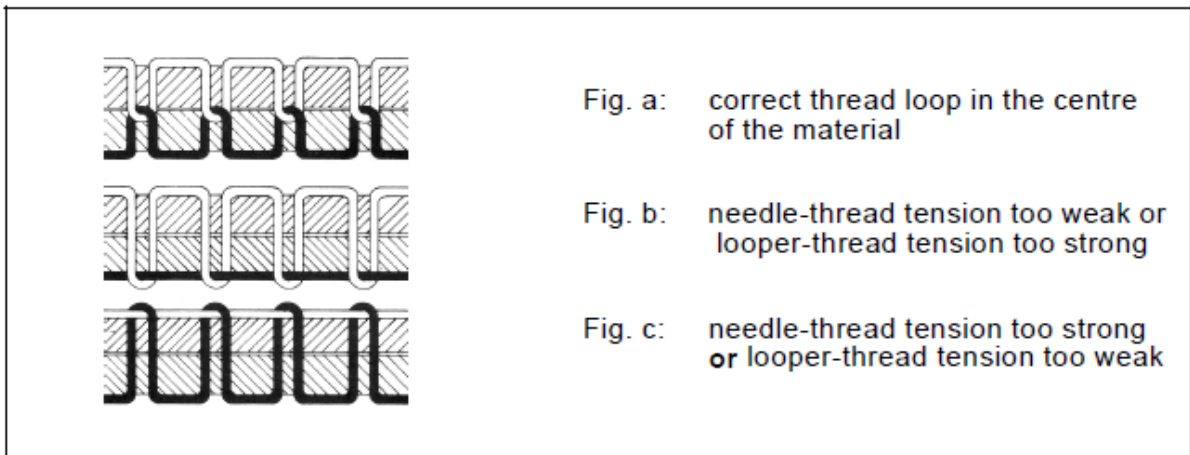 Fig. a: correct thread loop in the centre
of the material
Fig. b: needle-thread tension too weak or
looper-thread tension too strong
Fig. c: needle-thread tension too strong
or looper-thread tension too weak